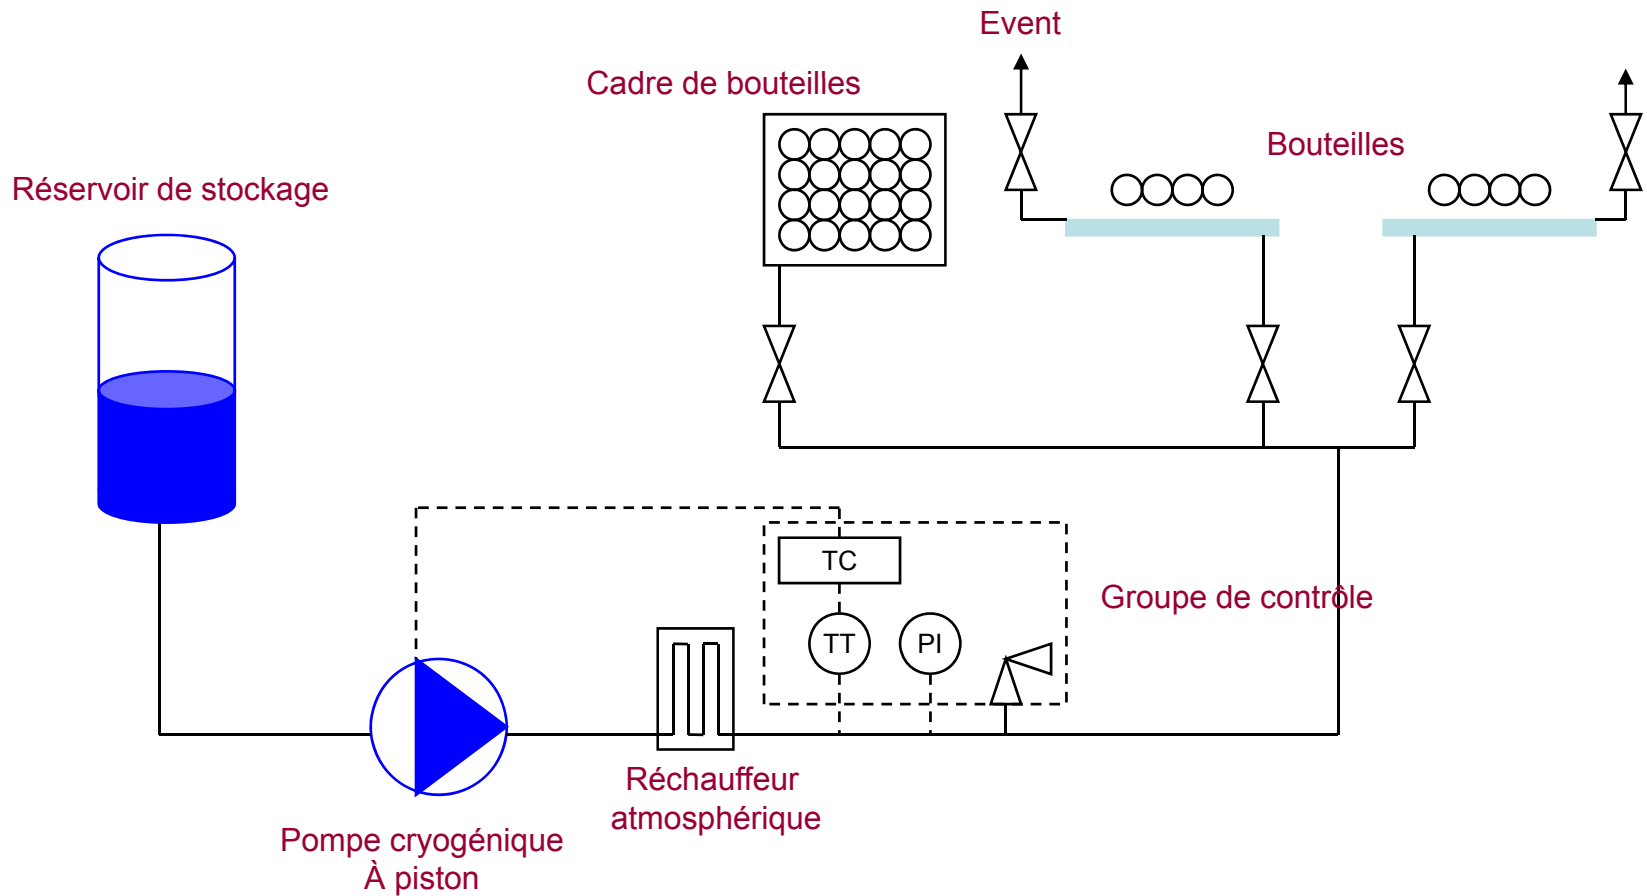 Event
Cadre de bouteilles
Bouteilles
Réservoir de stockage
TC
Groupe de contrôle
TT
PI
Réchauffeur
atmosphérique
Pompe cryogénique
À piston